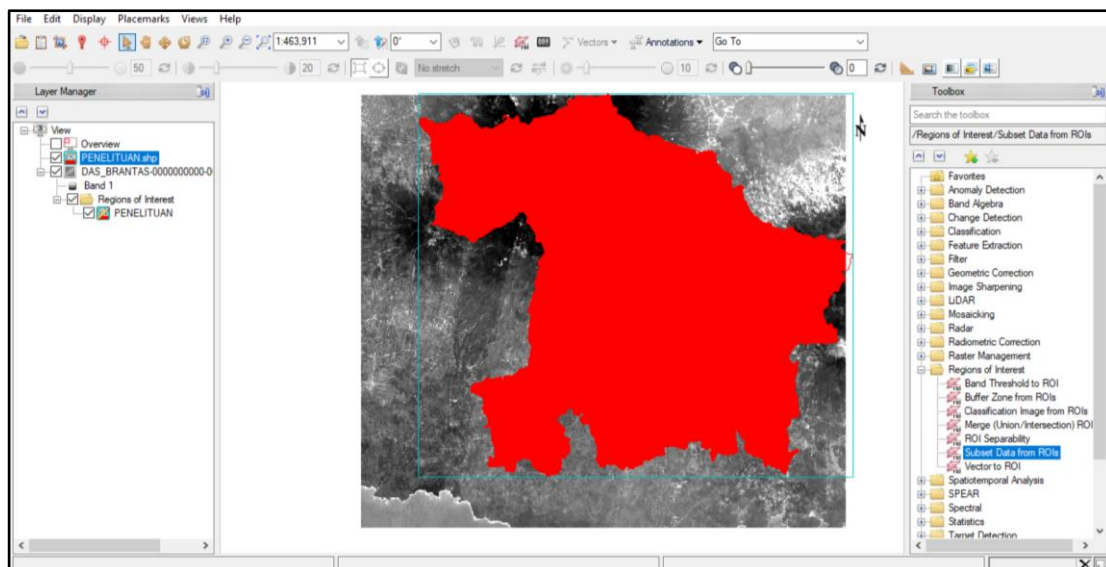 File Edit Display Placemarks Views Help
1:463,911 0° Vectors Annotations Go To
50 20 No stretch 10 0
Layer Manager
View
Overview
PENELITUAN.shp
DAS_BRANTAS-0000000000-0
Band 1
Regions of Interest
PENELITUAN
N
Toolbox
Search the toolbox
/Regions of Interest/Subset Data from ROIs
Favorites
Anomaly Detection
Band Algebra
Change Detection
Classification
Feature Extraction
Filter
Geometric Correction
Image Sharpening
LiDAR
Mosaicking
Radar
Radiometric Correction
Raster Management
Regions of Interest
Band Threshold to ROI
Buffer Zone from ROIs
Classification Image from ROIs
Merge (Union/Intersection) ROI
ROI Separability
Subset Data from ROIs
Vector to ROI
Spatiotemporal Analysis
SPEAR
Spectral
Statistics
Target Detection